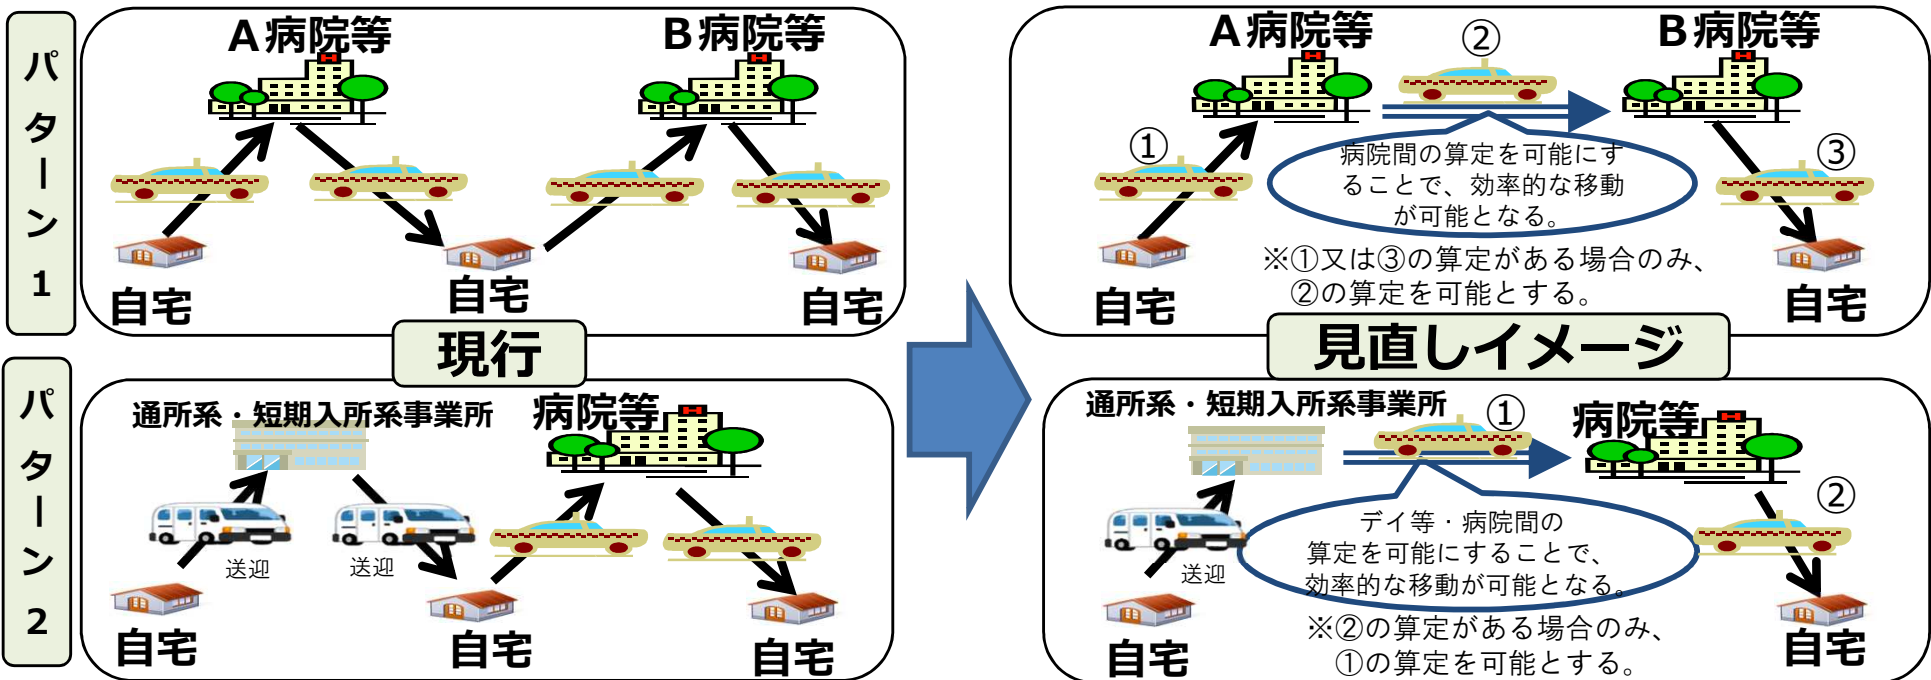 パターン1
A病院等
B病院等
自宅
自宅
自宅
現行
パターン2
通所系・短期入所系事業所
病院等
送迎
送迎
自宅
自宅
自宅
A病院等
②
B病院等
①
病院間の算定を可能にす
ることで、効率的な移動
が可能となる。
③
※①又は③の算定がある場合のみ、
②の算定を可能とする。
自宅
自宅
見直しイメージ
通所系・短期入所系事業所
①
病院等
②
デイ等・病院間の
算定を可能にすることで、
効率的な移動が可能となる。
送迎
※②の算定がある場合のみ、
①の算定を可能とする。
自宅
自宅